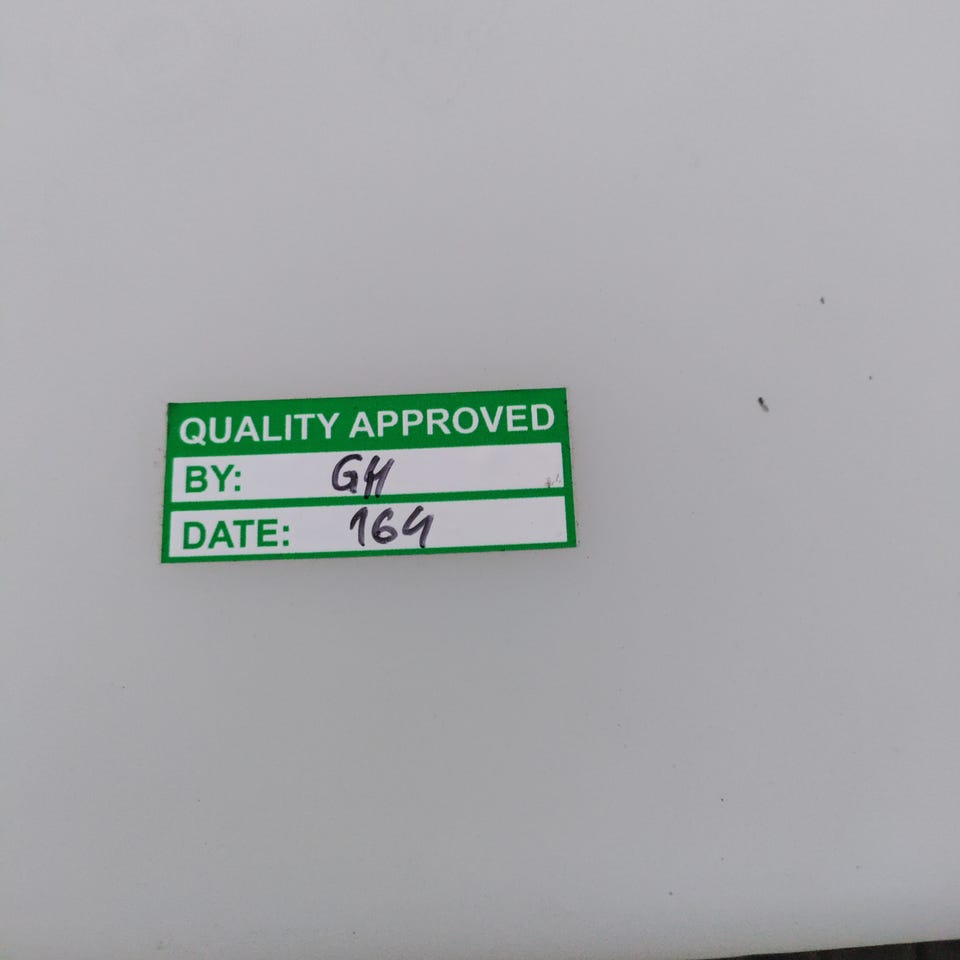 QUALITY APPROVED
BY: GH
DATE: 164